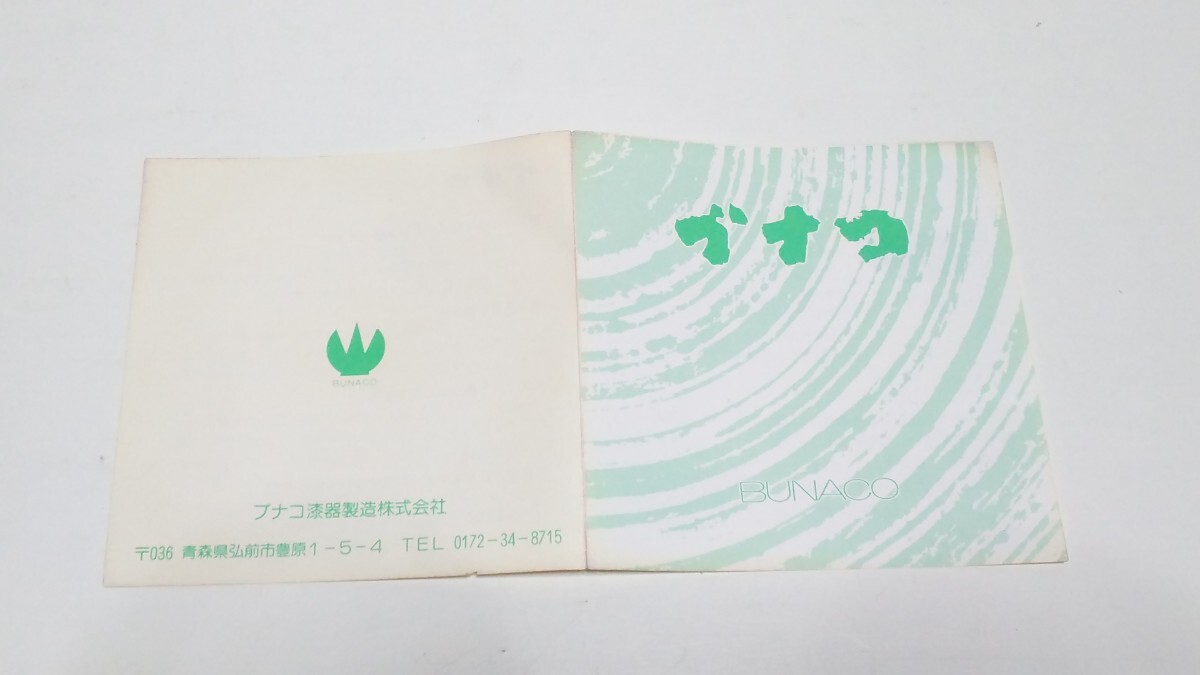 BUNACO
ブナコ漆器製造株式会社
〒036 青森県弘前市豊原1-5-4 TEL 0172-34-8715
ブナコ
BUNACO